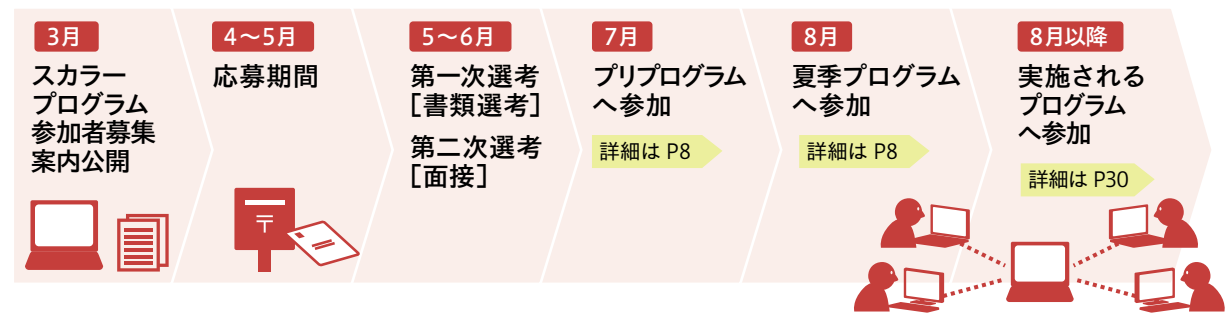 3月
スカラー
プログラム
参加者募集
案内公開
4〜5月
応募期間
〒
5〜6月
第一次選考
[書類選考]
第二次選考
[面接]
7月
プリプログラム
へ参加
詳細は P8
8月
夏季プログラム
へ参加
詳細は P8
8月以降
実施される
プログラム
へ参加
詳細は P30